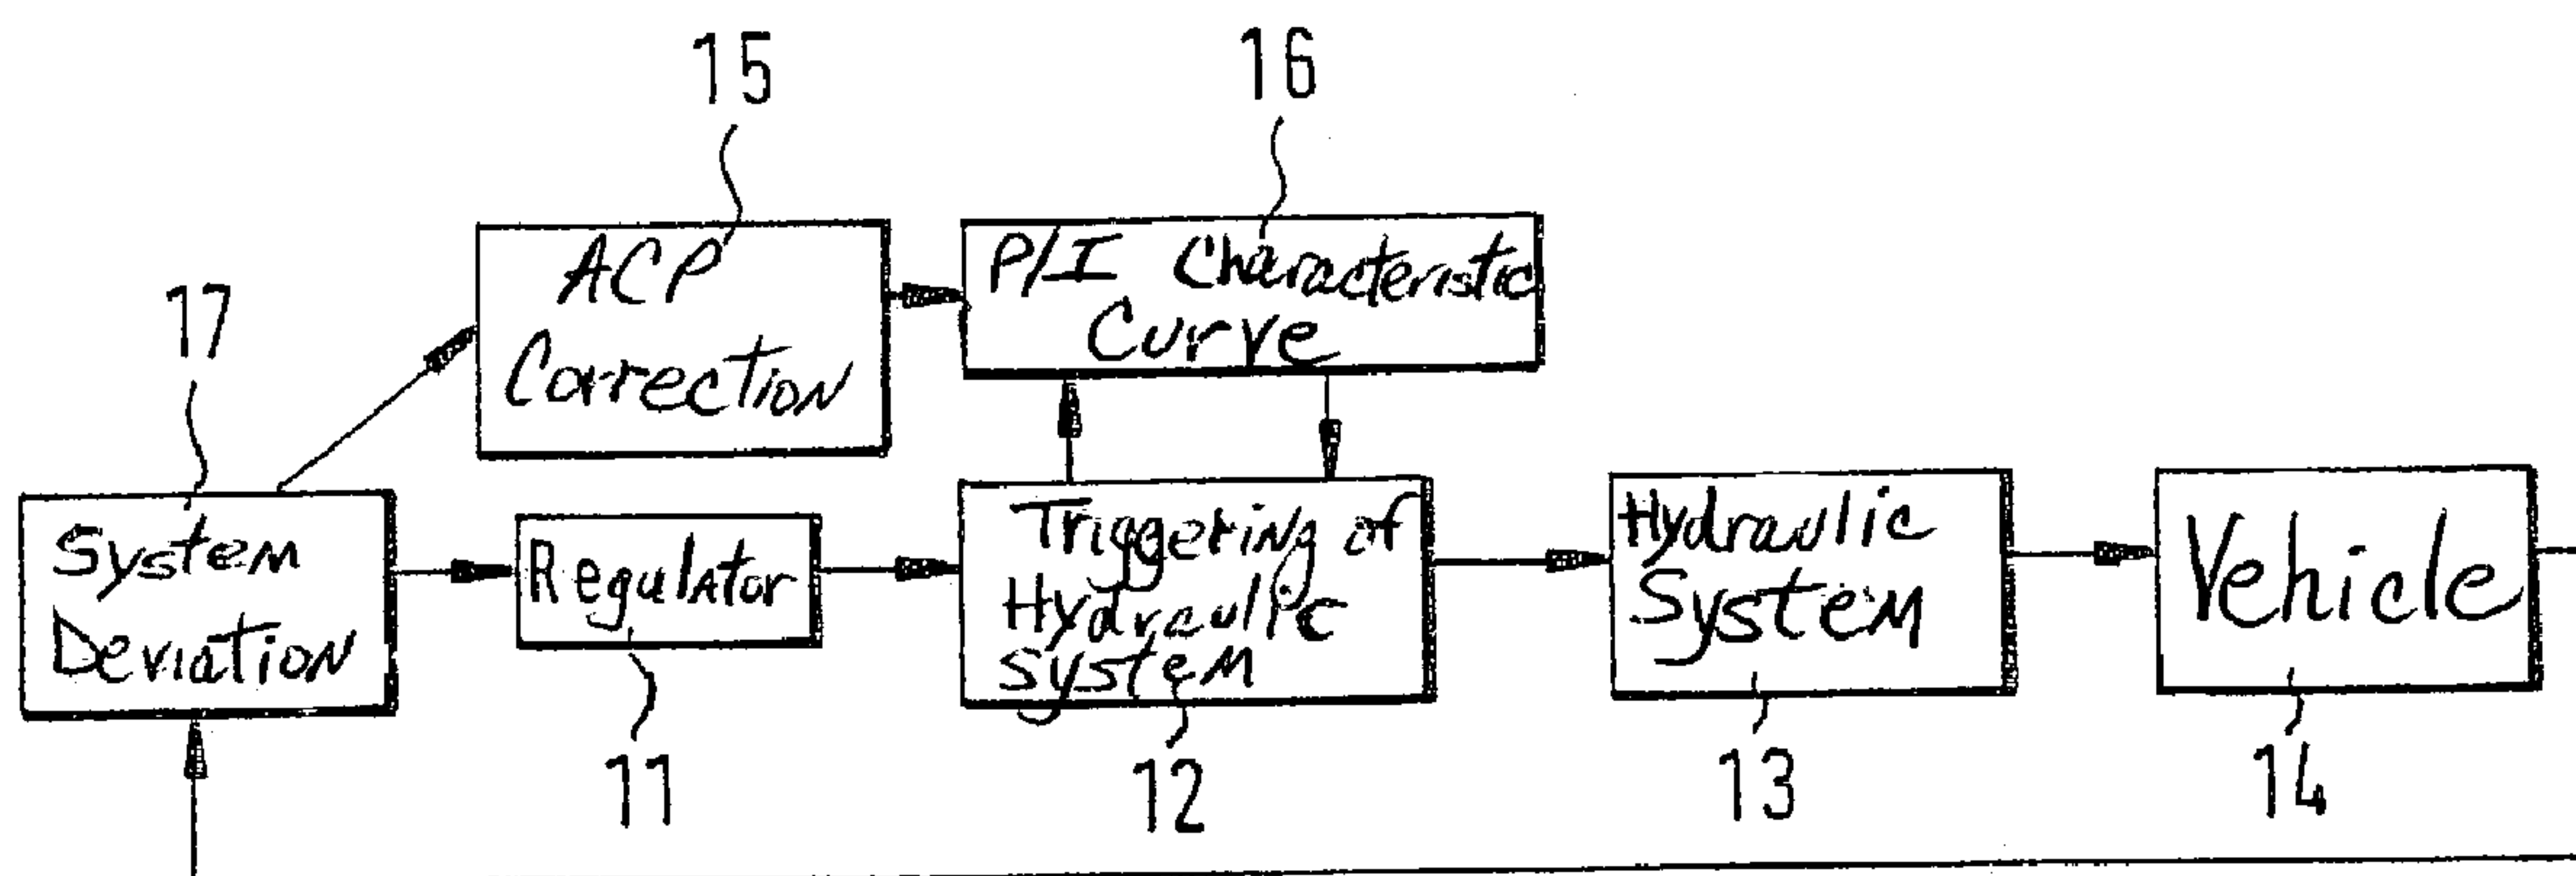 15
16
ACP
Correction
P/I Characteristic
Curve
17
System
Deviation
Regulator
Triggering of
Hydraulic
System
Hydraulic
System
Vehicle
11
12
13
14